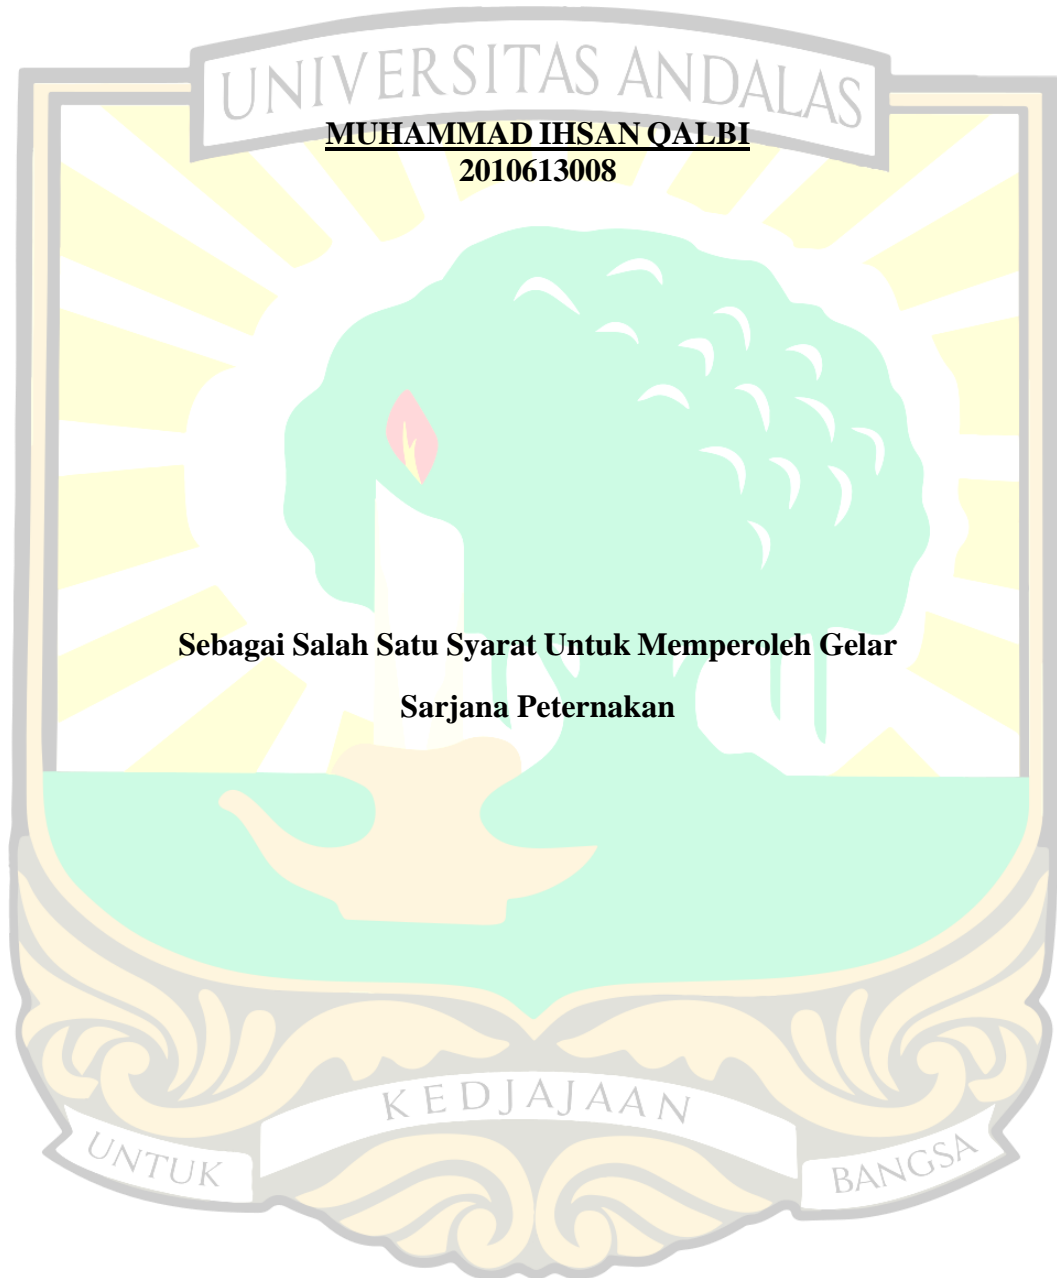 UNIVERSITAS ANDALAS
MUHAMMAD IHSAN QALBI
2010613008
Sebagai Salah Satu Syarat Untuk Memperoleh Gelar
Sarjana Peternakan
UNTUK KEDJAJAAN BANGSA